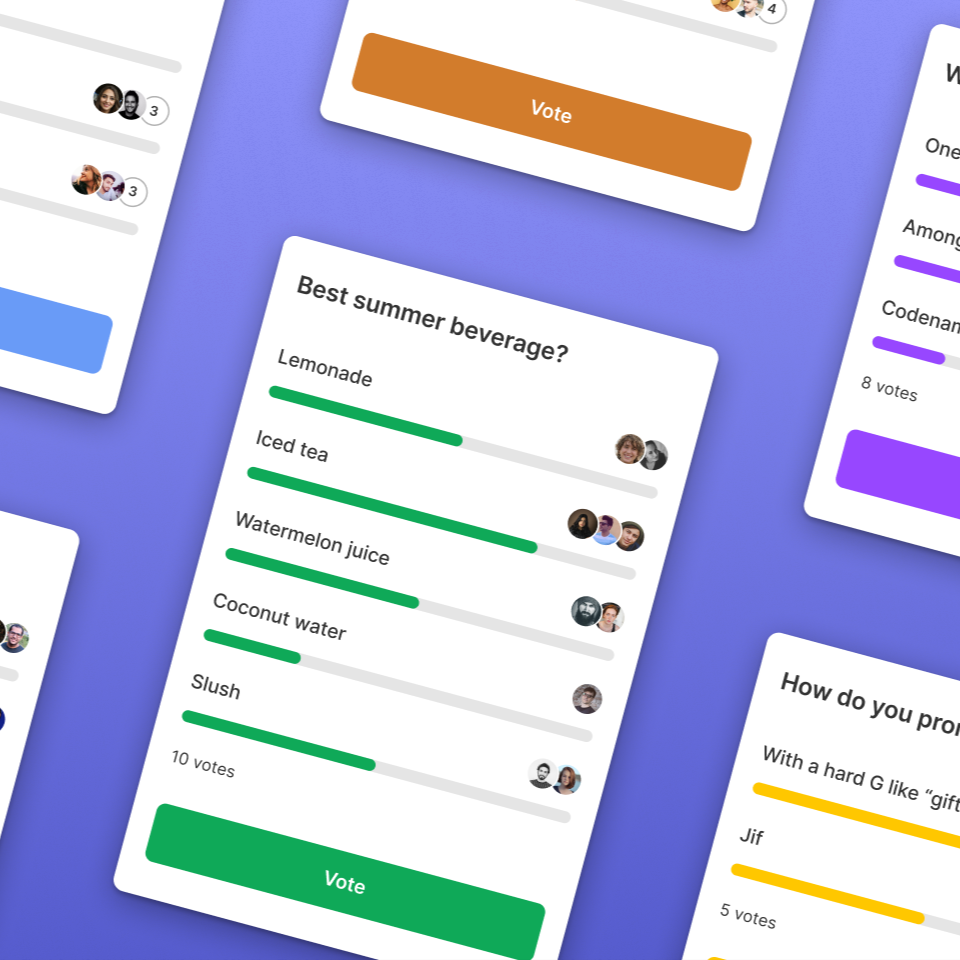 3
3
4
Vote
Best summer beverage?
Lemonade
Iced tea
Watermelon juice
Coconut water
Slush
10 votes
Vote
One
Among
Codenam
8 votes
How do you pron
With a hard G like “gift
Jif
5 votes